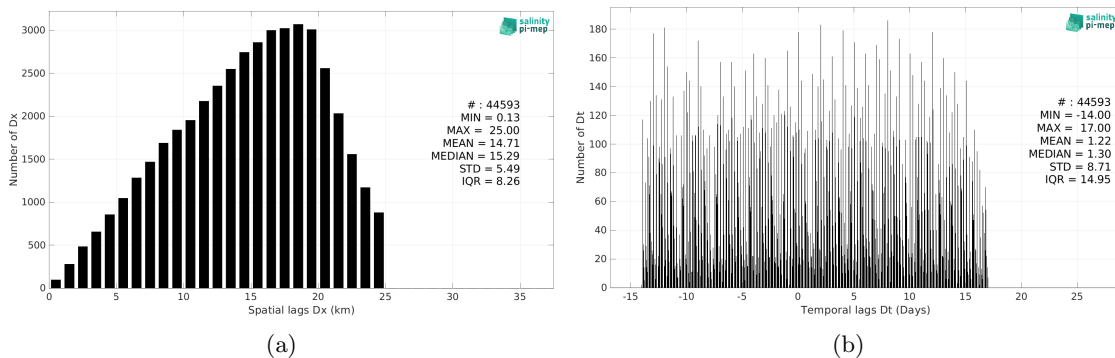 3000
2500
2000
1500
1000
500
0
Number of Dx
0 5 10 15 20 25 30 35
Spatial lags Dx (km)
salinity
pi-mep
# : 44593
MIN = 0.13
MAX = 25.00
MEAN = 14.71
MEDIAN = 15.29
STD = 5.49
IQR = 8.26
(a)
180
160
140
120
100
80
60
40
20
0
Number of Dt
-15 -10 -5 0 5 10 15 20 25
Temporal lags Dt (Days)
salinity
pi-mep
# : 44593
MIN = -14.00
MAX = 17.00
MEAN = 1.22
MEDIAN = 1.30
STD = 8.71
IQR = 14.95
(b)